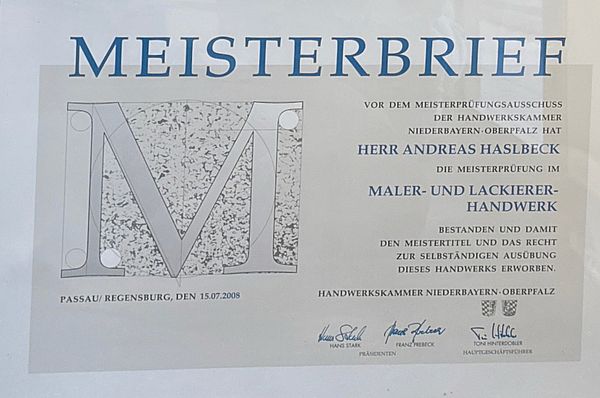 MEISTERBRIEF
VOR DEM MEISTERPRÜFUNGSAUSSCHUSS
DER HANDWERKSKAMMER
NIEDERBAYERN-OBERPFALZ HAT
HERR ANDREAS HASLBECK
DIE MEISTERPRÜFUNG IM
MALER- UND LACKIERER-
HANDWERK
BESTANDEN UND DAMIT
DEN MEISTERTITEL UND DAS RECHT
ZUR SELBSTÄNDIGEN AUSÜBUNG
DIESES HANDWERKS ERWORBEN.
M
PASSAU/ REGENSBURG, DEN 15.07.2008
HANDWERKSKAMMER NIEDERBAYERN-OBERPFALZ
HANS STARK FRANZ PREBECK TONI HINTERDOBLER
PRÄSIDENTEN HAUPTGESCHÄFTSFÜHRER